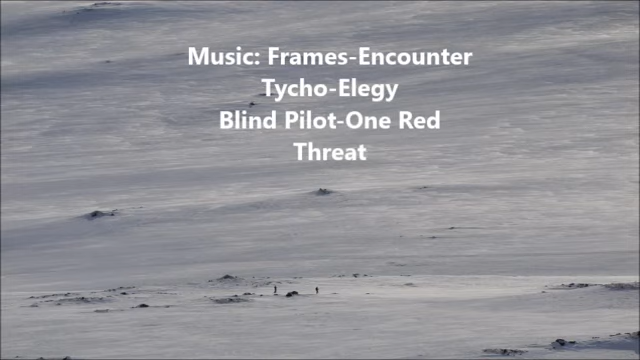 Music: Frames-Encounter
Tycho-Elegy
Blind Pilot-One Red
Threat